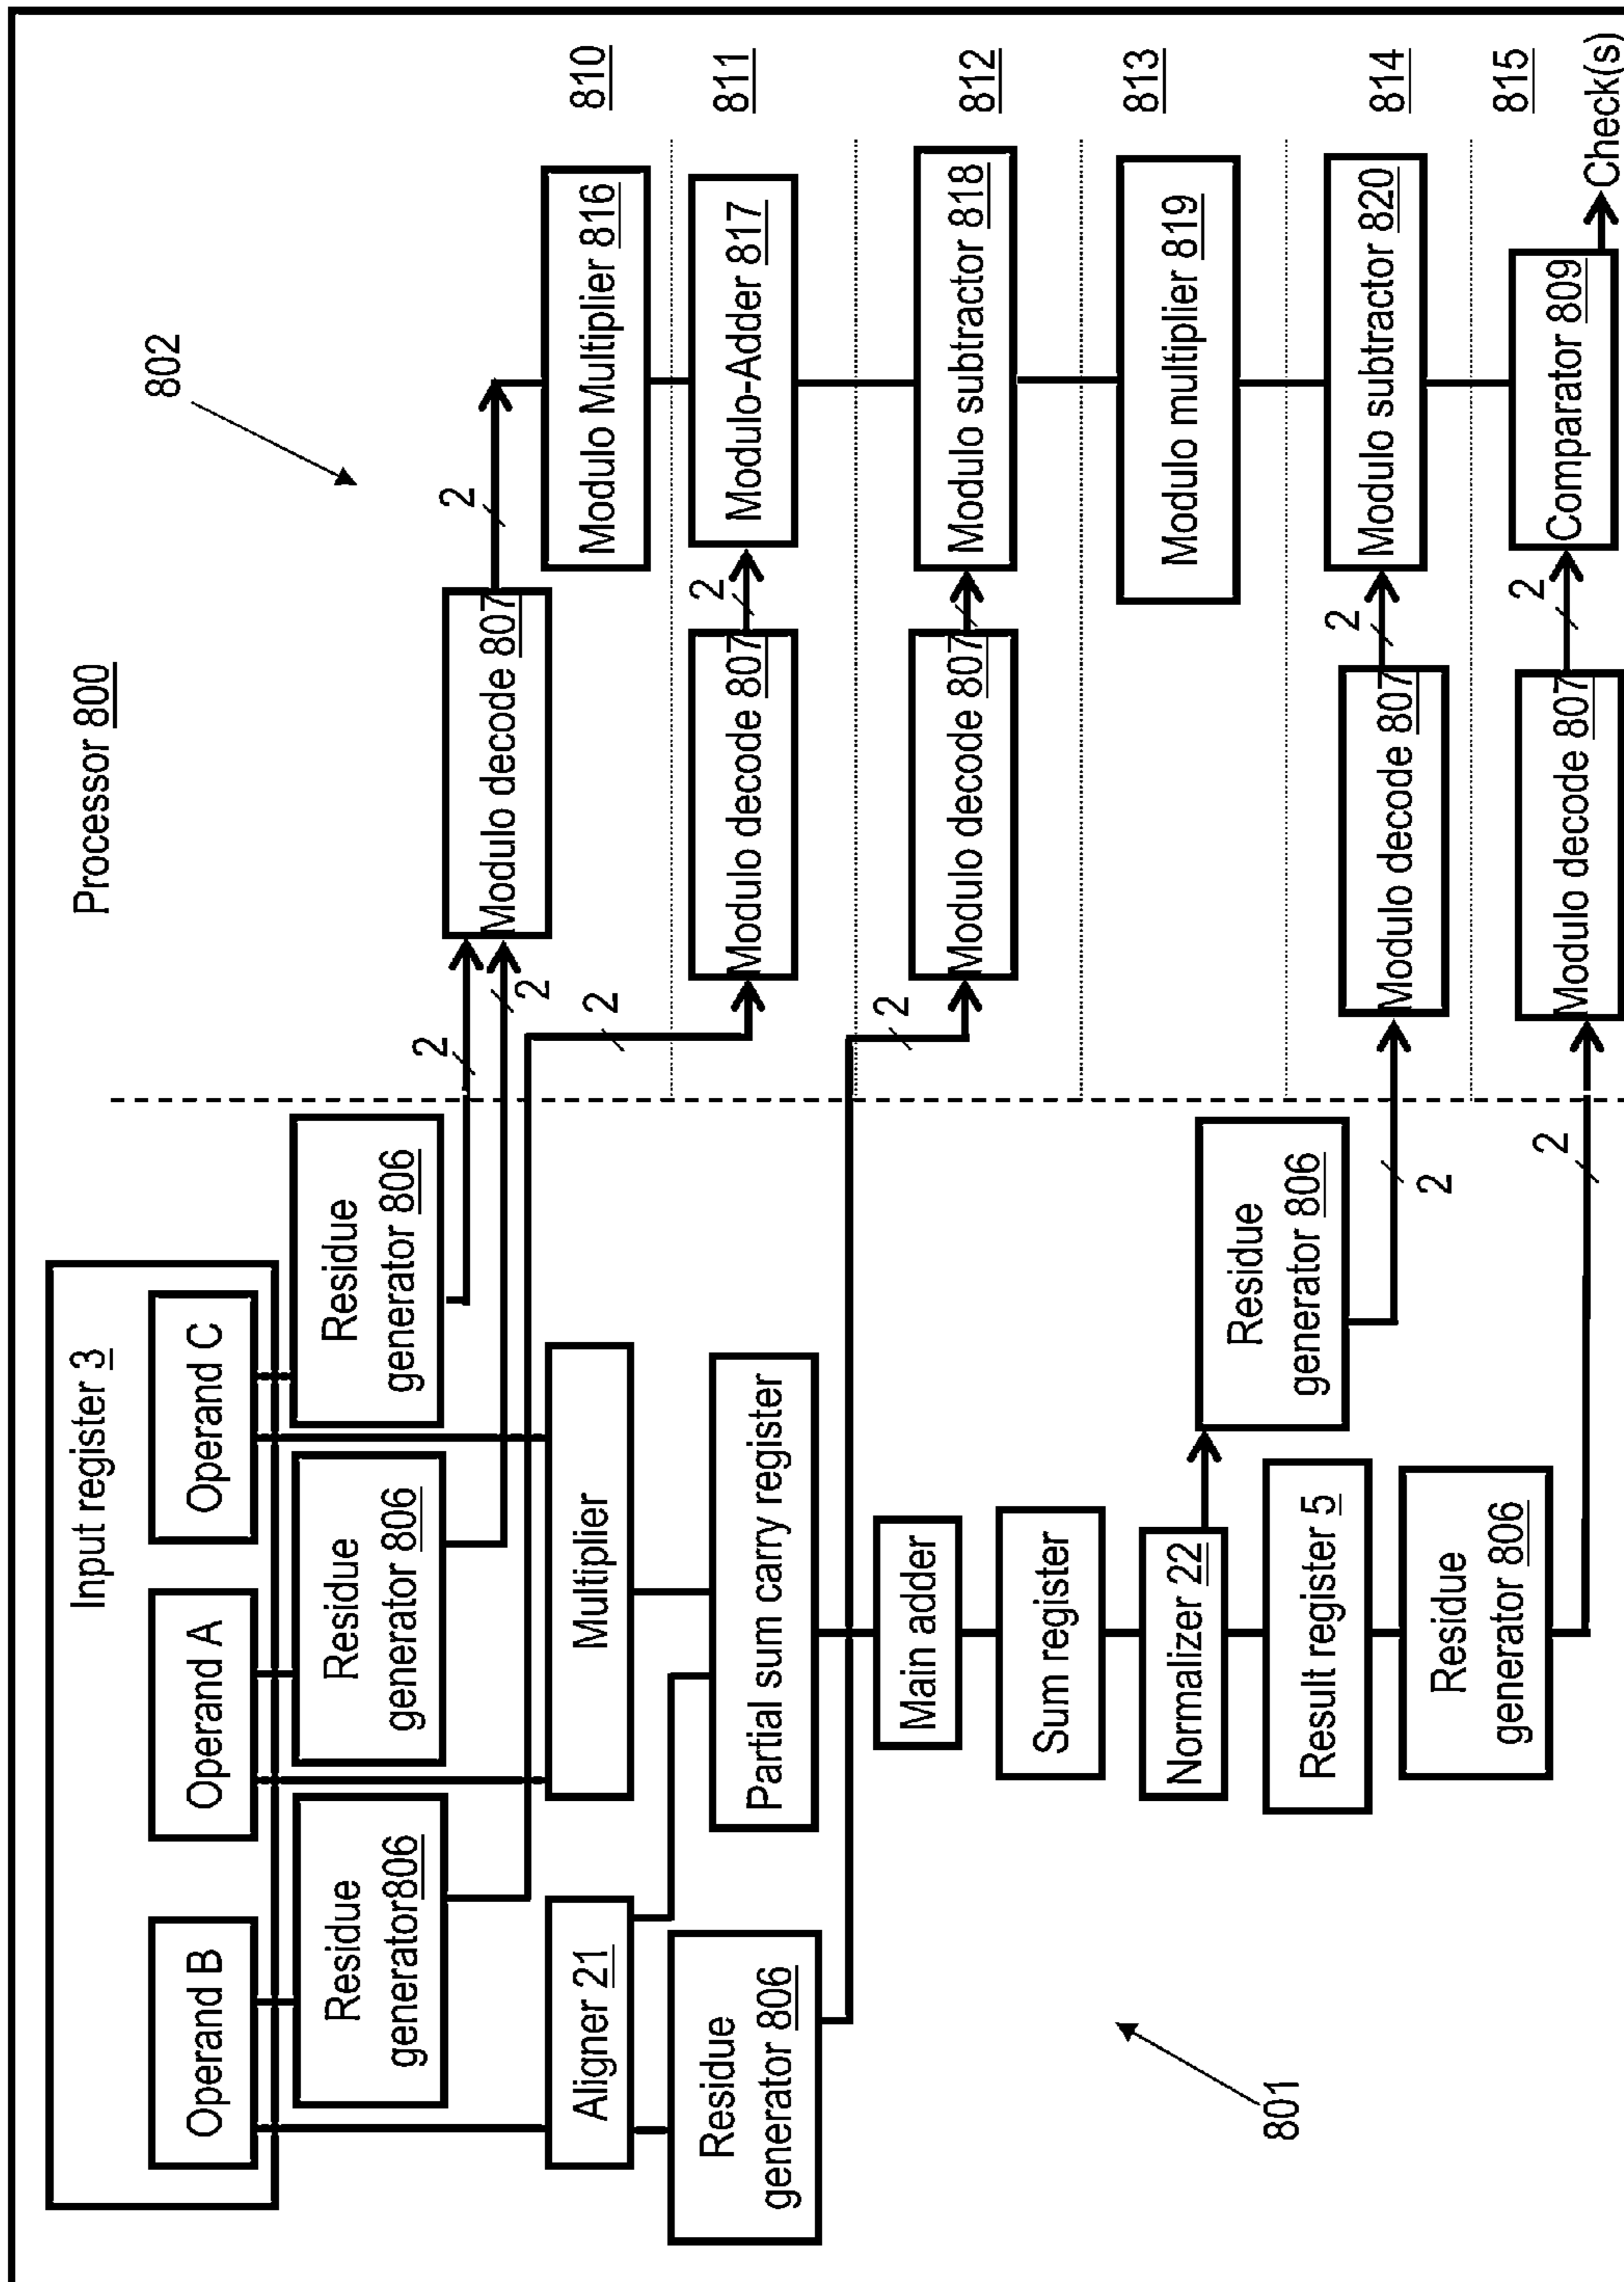 Processor 800
802
Input register 3
Operand B
Operand A
Operand C
Residue
generator806
Residue
generator 806
Residue
generator 806
2
2
2
Modulo decode 807
2
810
Modulo Multiplier 816
Aligner 21
Multiplier
Modulo decode 807
2
Modulo-Adder 817
811
Residue
generator 806
Partial sum carry register
2
Modulo decode 807
2
Modulo subtractor 818
812
Main adder
Sum register
Modulo multiplier 819
813
Normalizer 22
Residue
generator 806
2
Modulo decode 807
2
Modulo subtractor 820
814
Result register 5
Residue
generator 806
2
Modulo decode 807
2
Comparator 809
815
Check(s)
801